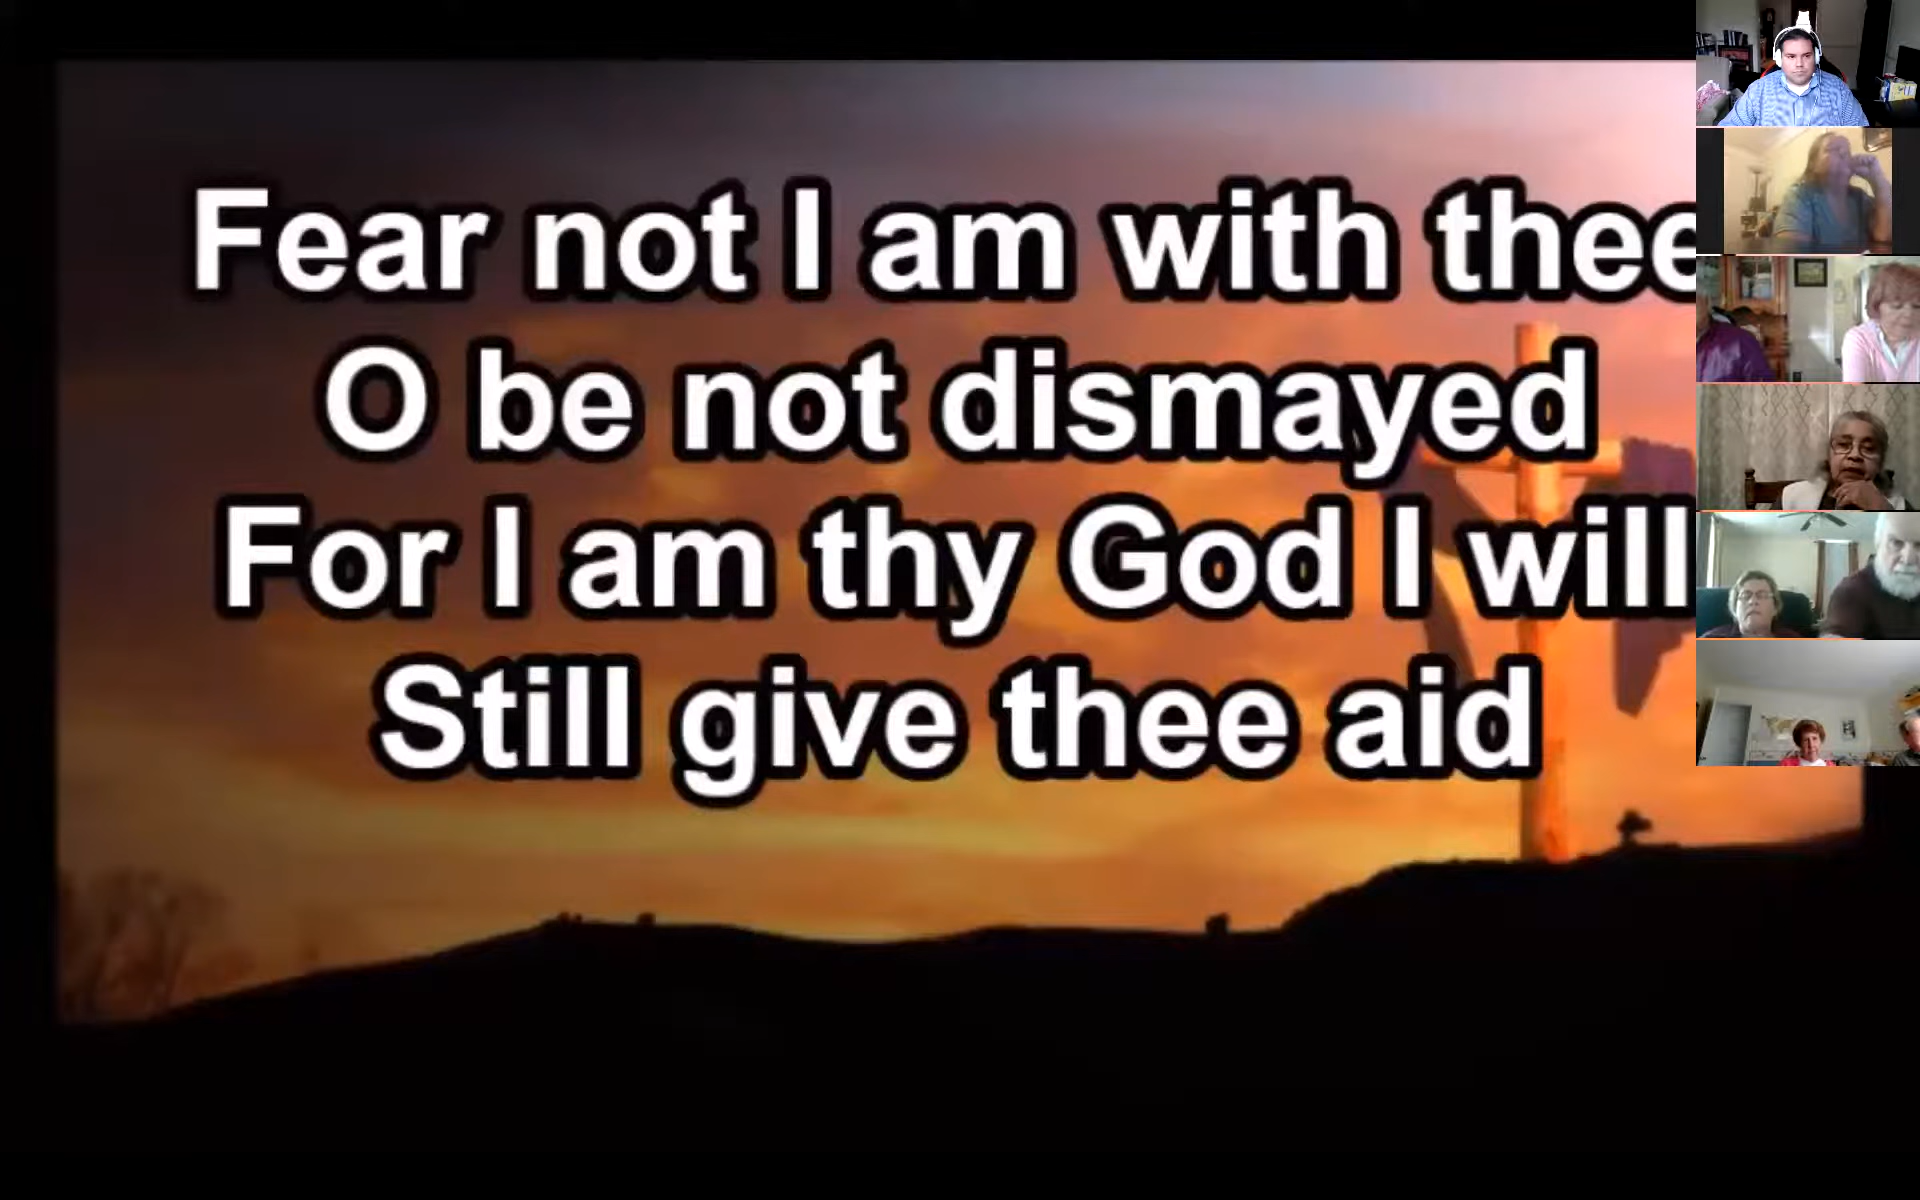 Fear not I am with thee
O be not dismayed
For I am thy God I will
Still give thee aid